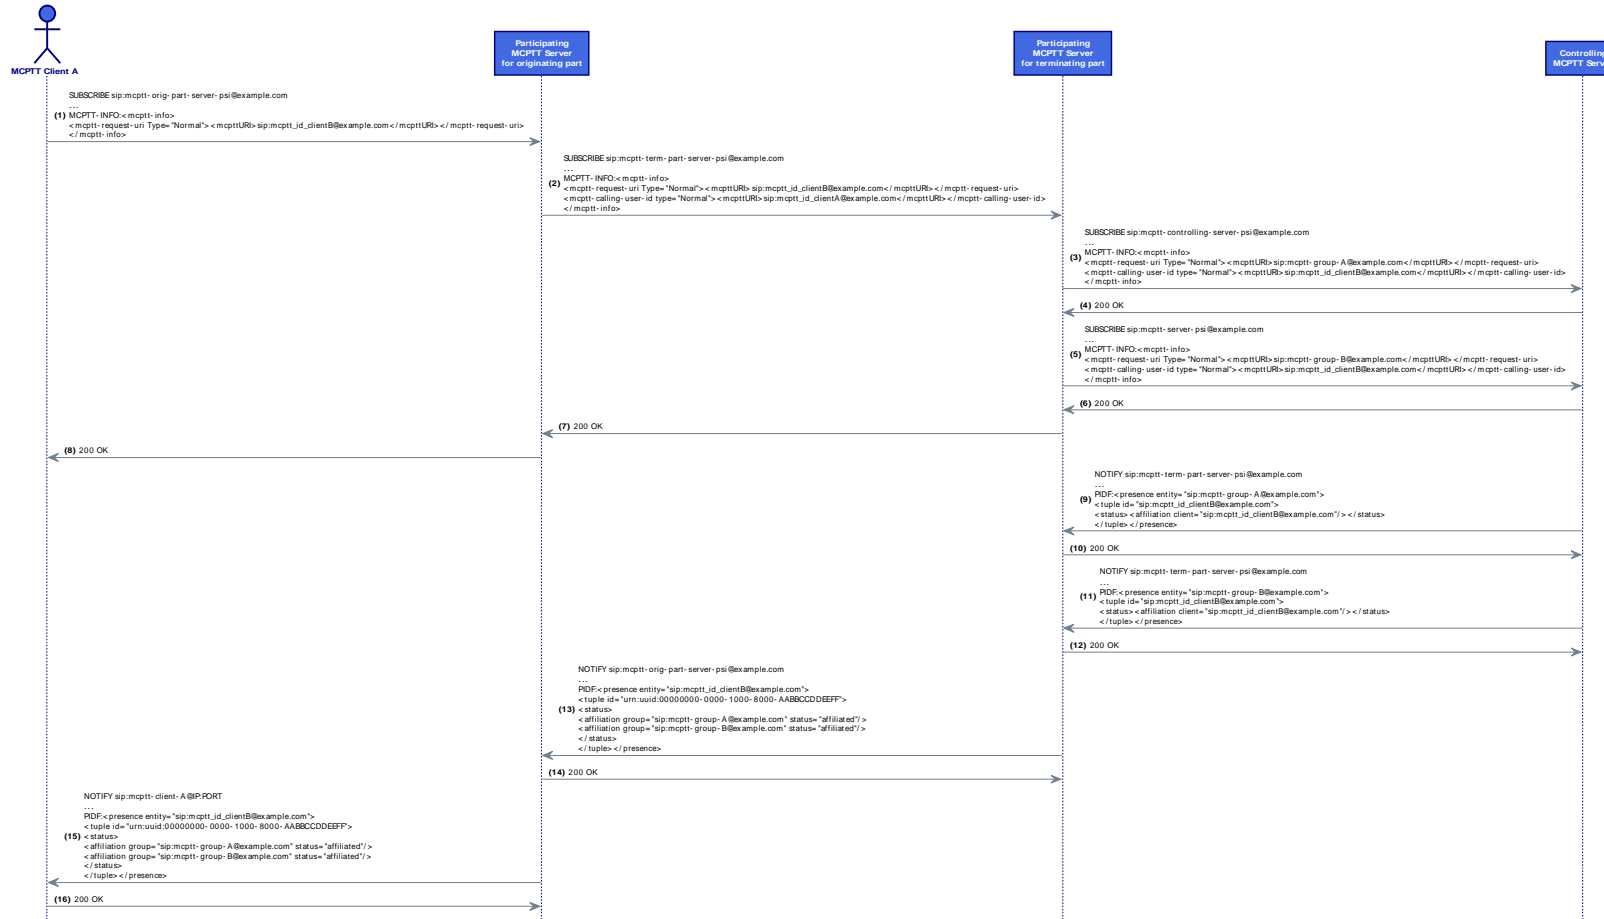 MCPTT Client A
Participating
MCPTT Server
for originating part
Participating
MCPTT Server
for terminating part
Controlling
MCPTT Serv
SUBSCRIBE sip:mcptt-orig-part-server-psi@example.com
...
(1) MCPTT-INFO:<mcptt-info>
<mcptt-request-uri Type="Normal"><mcpttURI>sip:mcptt_id_clientB@example.com</mcpttURI></mcptt-request-uri>
</mcptt-info>
SUBSCRIBE sip:mcptt-term-part-server-psi@example.com
...
MCPTT-INFO:<mcptt-info>
(2) <mcptt-request-uri Type="Normal"><mcpttURI>sip:mcptt_id_clientB@example.com</mcpttURI></mcptt-request-uri>
<mcptt-calling-user-id type="Normal"><mcpttURI>sip:mcptt_id_clientA@example.com</mcpttURI></mcptt-calling-user-id>
</mcptt-info>
SUBSCRIBE sip:mcptt-controlling-server-psi@example.com
...
MCPTT-INFO:<mcptt-info>
(3) <mcptt-request-uri Type="Normal"><mcpttURI>sip:mcptt-group-A@example.com</mcpttURI></mcptt-request-uri>
<mcptt-calling-user-id type="Normal"><mcpttURI>sip:mcptt_id_clientB@example.com</mcpttURI></mcptt-calling-user-id>
</mcptt-info>
(4) 200 OK
SUBSCRIBE sip:mcptt-server-psi@example.com
...
MCPTT-INFO:<mcptt-info>
(5) <mcptt-request-uri Type="Normal"><mcpttURI>sip:mcptt-group-B@example.com</mcpttURI></mcptt-request-uri>
<mcptt-calling-user-id type="Normal"><mcpttURI>sip:mcptt_id_clientB@example.com</mcpttURI></mcptt-calling-user-id>
</mcptt-info>
(6) 200 OK
(7) 200 OK
(8) 200 OK
NOTIFY sip:mcptt-term-part-server-psi@example.com
...
PIDF:<presence entity="sip:mcptt-group-A@example.com">
(9) <tuple id="sip:mcptt_id_clientB@example.com">
<status><affiliation client="sip:mcptt_id_clientB@example.com"/></status>
</tuple></presence>
(10) 200 OK
NOTIFY sip:mcptt-term-part-server-psi@example.com
...
PIDF:<presence entity="sip:mcptt-group-B@example.com">
(11) <tuple id="sip:mcptt_id_clientB@example.com">
<status><affiliation client="sip:mcptt_id_clientB@example.com"/></status>
</tuple></presence>
(12) 200 OK
NOTIFY sip:mcptt-orig-part-server-psi@example.com
...
PIDF:<presence entity="sip:mcptt_id_clientB@example.com">
<tuple id="urn:uuid:00000000-0000-1000-8000-AABBCCDDEEFF">
(13) <status>
<affiliation group="sip:mcptt-group-A@example.com" status="affiliated"/>
<affiliation group="sip:mcptt-group-B@example.com" status="affiliated"/>
</status>
</tuple></presence>
(14) 200 OK
NOTIFY sip:mcptt-client-A@IP:PORT
...
PIDF:<presence entity="sip:mcptt_id_clientB@example.com">
<tuple id="urn:uuid:00000000-0000-1000-8000-AABBCCDDEEFF">
(15) <status>
<affiliation group="sip:mcptt-group-A@example.com" status="affiliated"/>
<affiliation group="sip:mcptt-group-B@example.com" status="affiliated"/>
</status>
</tuple></presence>
(16) 200 OK